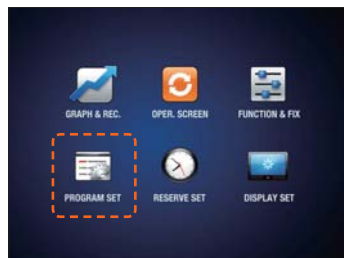 GRAPH & REC.
OPER. SCREEN
FUNCTION & FIX
PROGRAM SET
RESERVE SET
DISPLAY SET